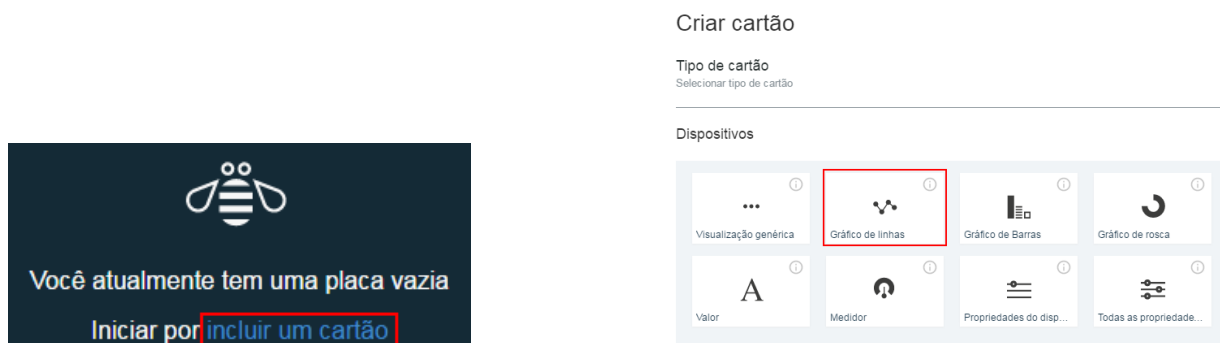 Você atualmente tem uma placa vazia
Iniciar por incluir um cartão
Criar cartão
Tipo de cartão
Selecionar tipo de cartão
Dispositivos
Visualização genérica
Gráfico de linhas
Gráfico de Barras
Gráfico de rosca
A
Valor
Medidor
Propriedades do disp...
Todas as propriedade...